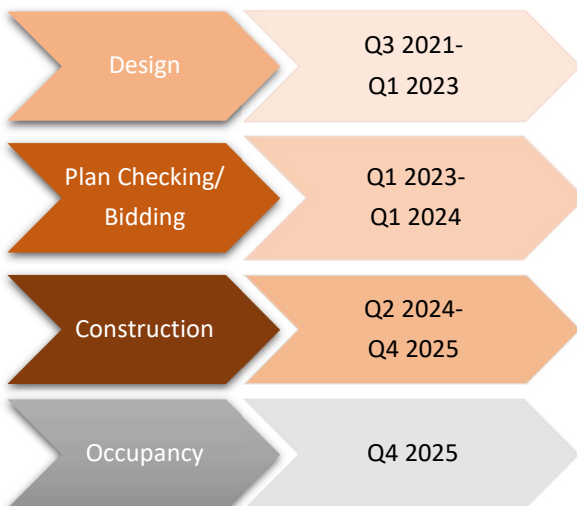 Design
Q3 2021-
Q1 2023
Plan Checking/
Bidding
Q1 2023-
Q1 2024
Construction
Q2 2024-
Q4 2025
Occupancy
Q4 2025